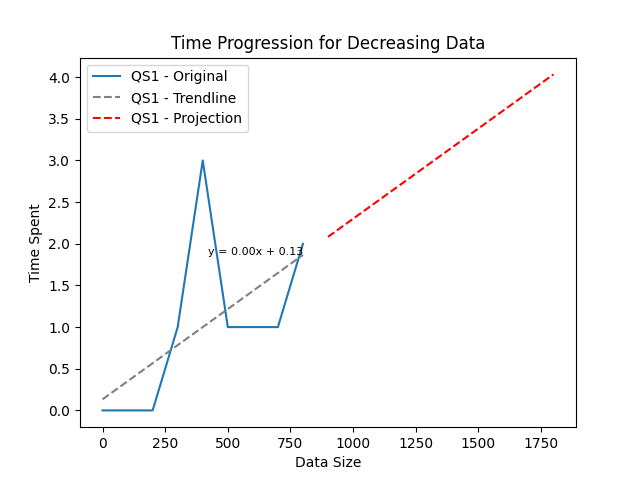 Time Progression for Decreasing Data
QS1 - Original
QS1 - Trendline
QS1 - Projection
y = 0.00x + 0.13
Time Spent
4.0
3.5
3.0
2.5
2.0
1.5
1.0
0.5
0.0
0 250 500 750 1000 1250 1500 1750
Data Size